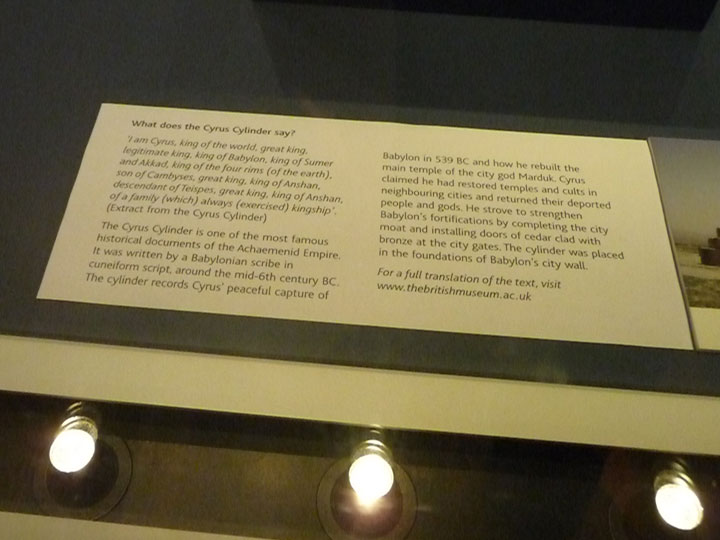 What does the Cyrus Cylinder say?
'I am Cyrus, king of the world, great king,
legitimate king, king of Babylon, king of Sumer
and Akkad, king of the four rims (of the earth),
son of Cambyses, great king, king of Anshan,
descendant of Teispes, great king, king of Anshan,
of a family (which) always (exercised) kingship'.
(Extract from the Cyrus Cylinder)
The Cyrus Cylinder is one of the most famous
historical documents of the Achaemenid Empire.
It was written by a Babylonian scribe in
cuneiform script, around the mid-6th century BC.
The cylinder records Cyrus' peaceful capture of
Babylon in 539 BC and how he rebuilt the
main temple of the city god Marduk. Cyrus
claimed he had restored temples and cults in
neighbouring cities and returned their deported
people and gods. He strove to strengthen
Babylon's fortifications by completing the city
moat and installing doors of cedar clad with
bronze at the city gates. The cylinder was placed
in the foundations of Babylon's city wall.
For a full translation of the text, visit
www.thebritishmuseum.ac.uk